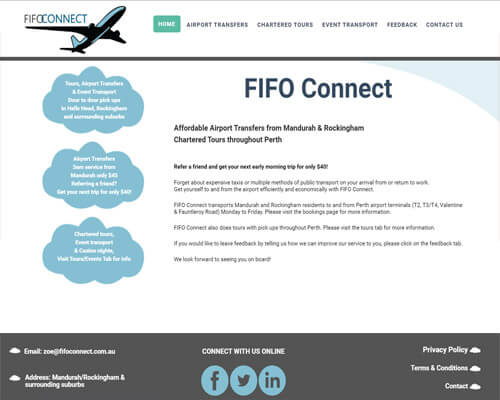 FIFOCONNECT
HOME AIRPORT TRANSFERS CHARTERED TOURS EVENT TRANSPORT FEEDBACK CONTACT US
Tours, Airport Transfers
& Event Transport
Door to door pick ups
in Halls Head, Rockingham
and surrounding suburbs
Airport Transfers
3am service from
Mandurah only $45
Referring a friend?
Get your next trip for only $40!
Chartered tours,
Event transport
& Casino nights,
Visit Tours/Events Tab for info
FIFO Connect
Affordable Airport Transfers from Mandurah & Rockingham
Chartered Tours throughout Perth
Refer a friend and get your next early morning trip for only $40!
Forget about expensive taxis or multiple methods of public transport on your arrival from or return to work.
Get yourself to and from the airport efficiently and economically with FIFO Connect.
FIFO Connect transports Mandurah and Rockingham residents to and from Perth airport terminals (T2, T3/T4, Valentine
& Fauntleroy Road) Monday to Friday. Please visit the bookings page for more information.
FIFO Connect also does tours with pick ups throughout Perth. Please visit the tours tab for more information.
If you would like to leave feedback by telling us how we can improve our service to you, please click on the feedback tab.
We look forward to seeing you on board!
Email: zoe@fifoconnect.com.au
Address: Mandurah/Rockingham &
surrounding suburbs
CONNECT WITH US ONLINE
Privacy Policy
Terms & Conditions
Contact